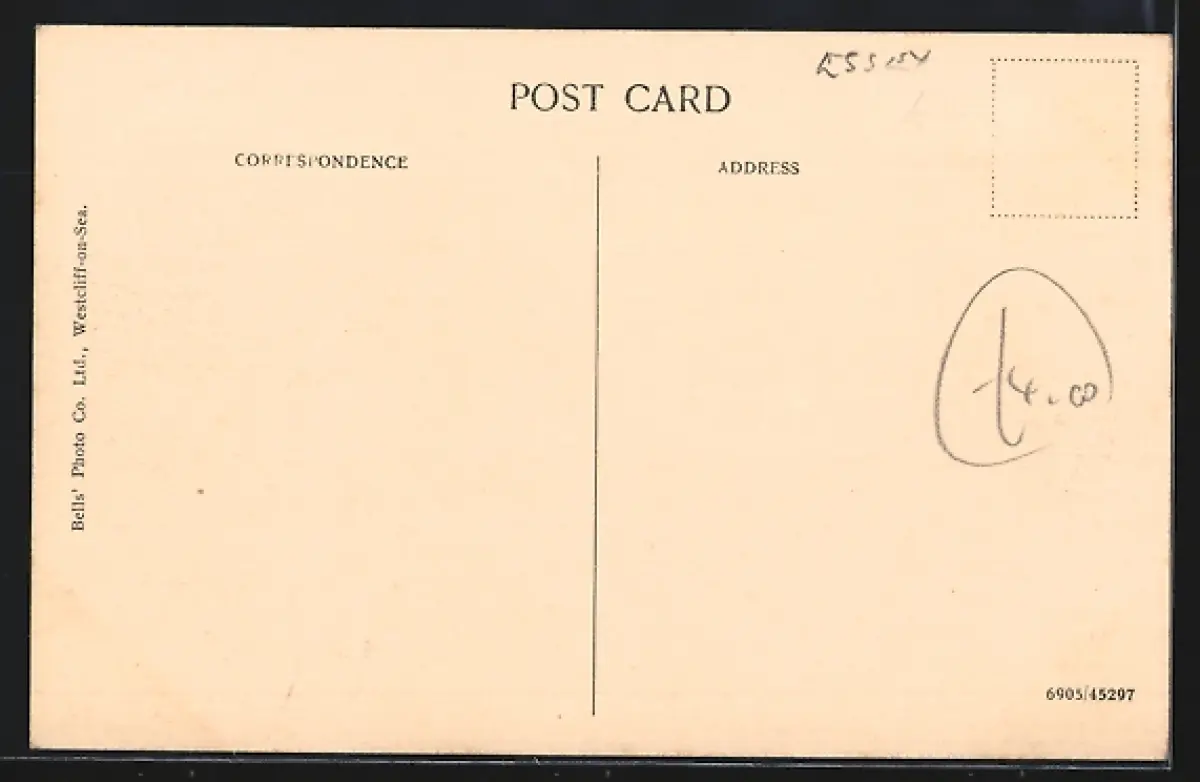 ESSEX
POST CARD
CORRESPONDENCE
ADDRESS
Bells' Photo Co. Ltd., Westcliff-on-Sea.
£4.00
6905/45297